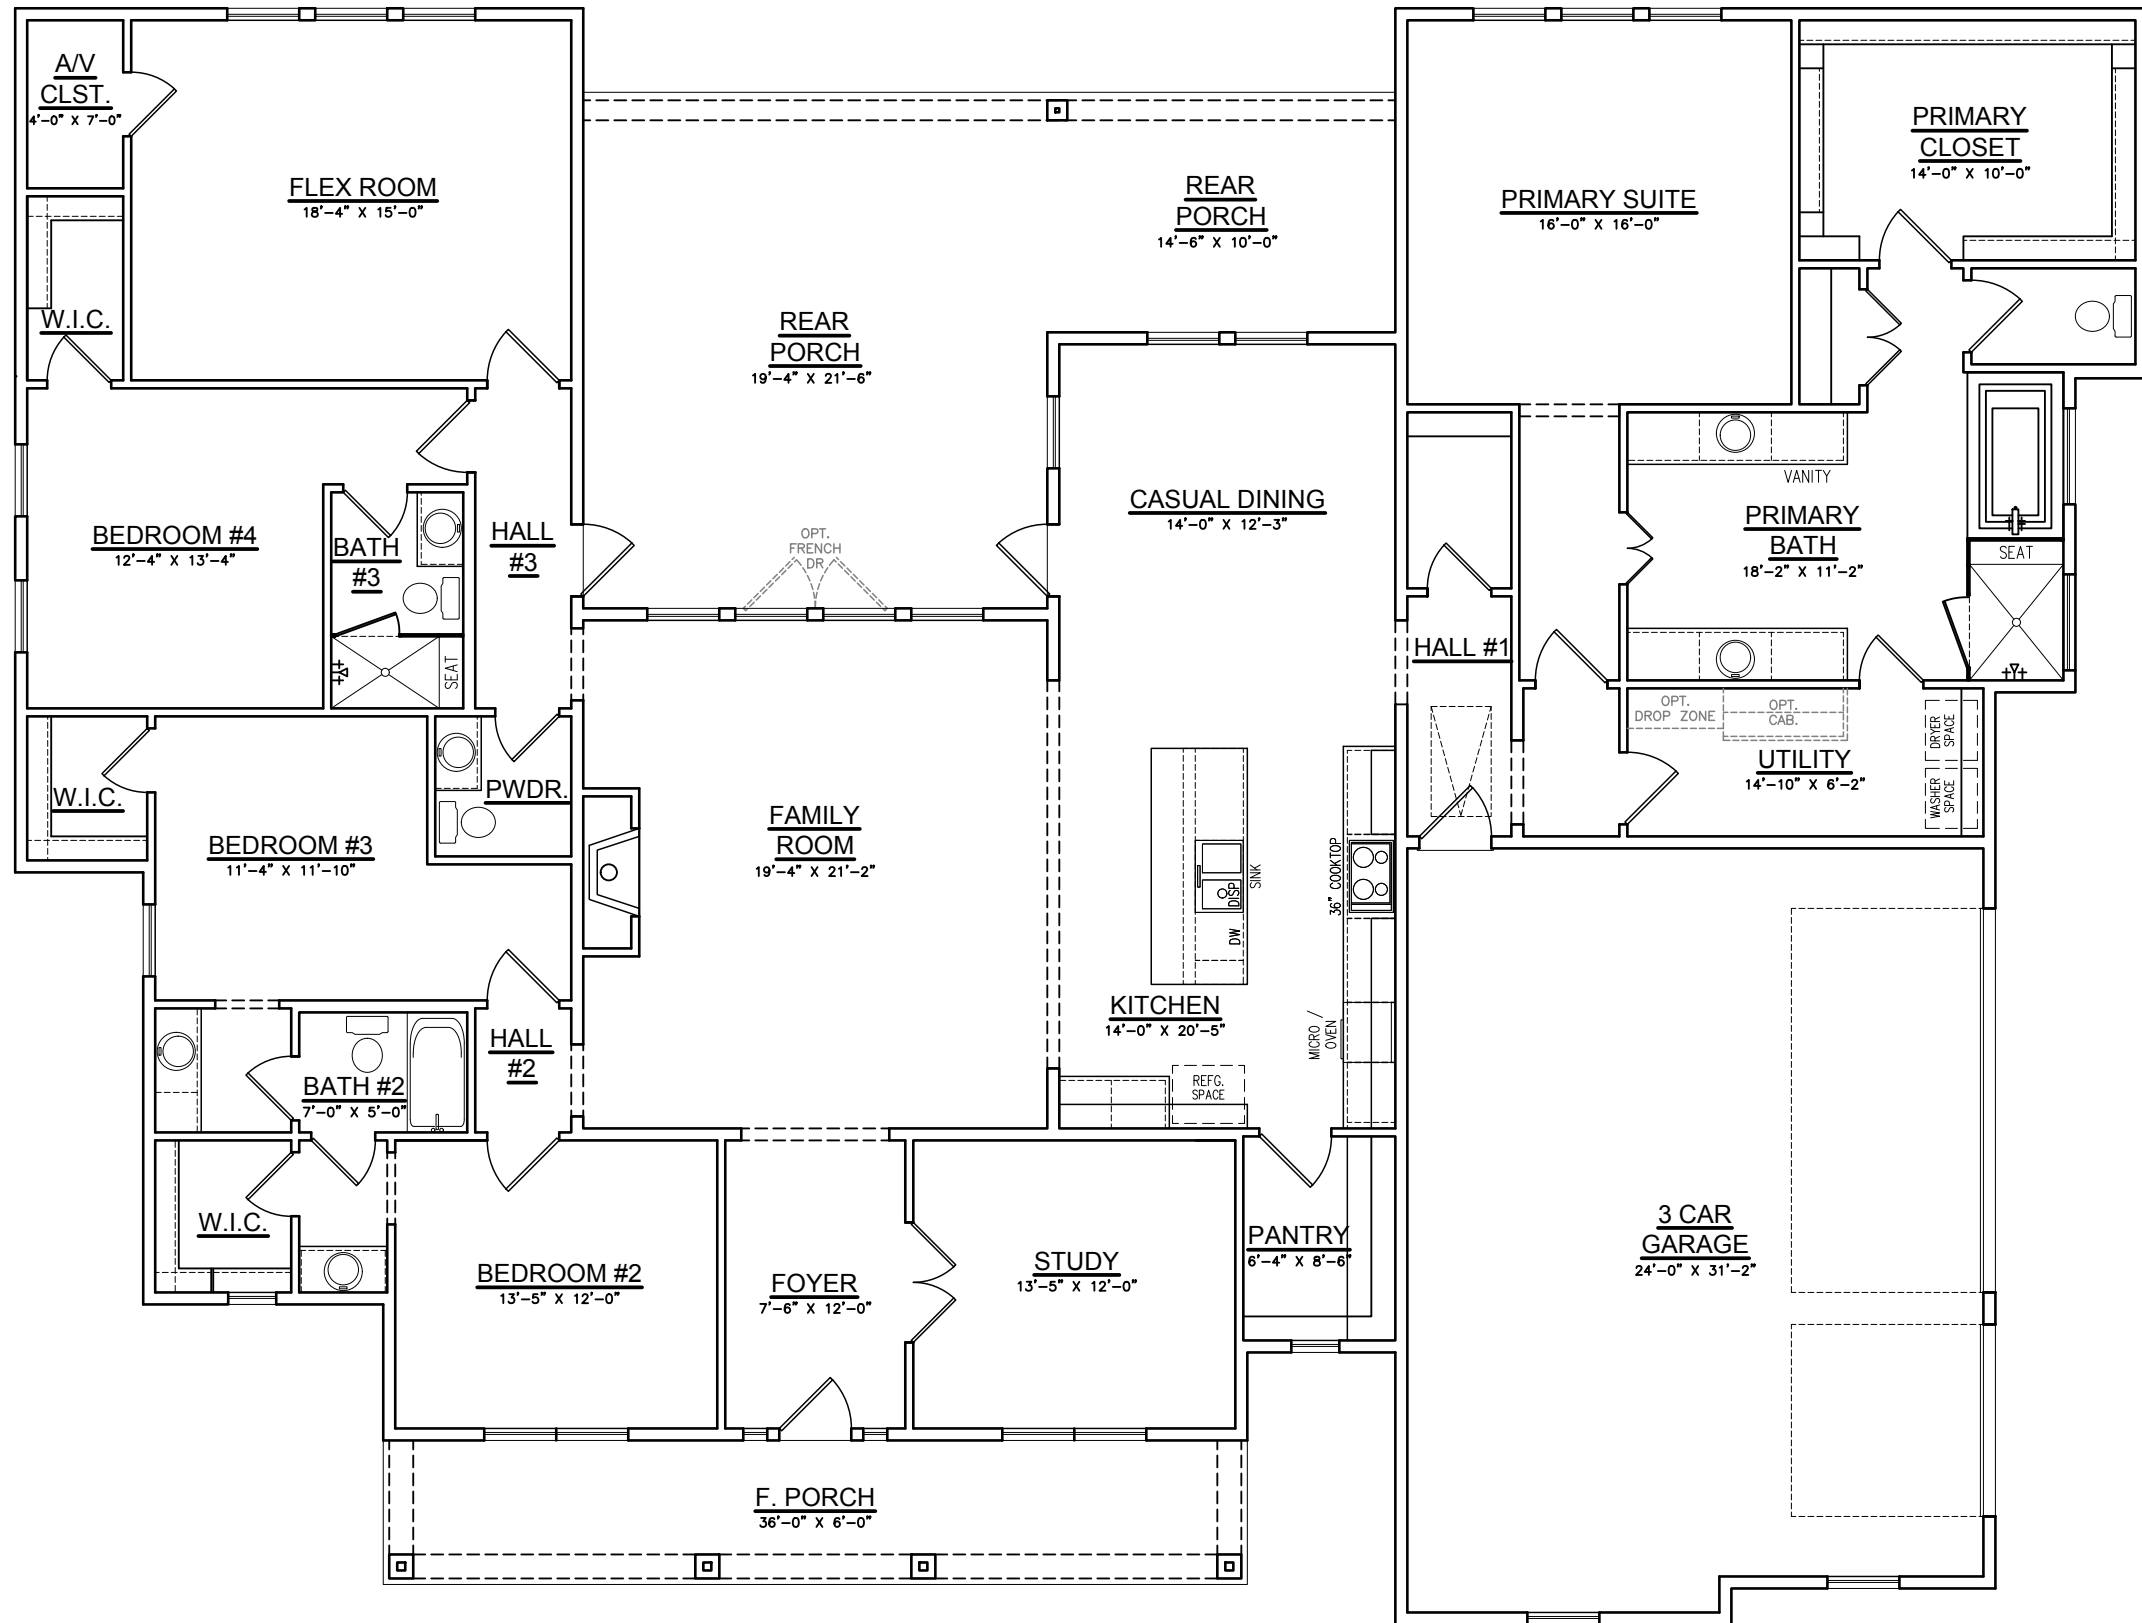 A/V
CLST.
4'-0" X 7'-0"
FLEX ROOM
18'-4" X 15'-0"
REAR
PORCH
14'-6" X 10'-0"
PRIMARY SUITE
16'-0" X 16'-0"
PRIMARY
CLOSET
14'-0" X 10'-0"
W.I.C.
REAR
PORCH
19'-4" X 21'-6"
BEDROOM #4
12'-4" X 13'-4"
BATH
#3
SEAT
HALL
#3
OPT.
FRENCH
DR
CASUAL DINING
14'-0" X 12'-3"
VANITY
PRIMARY
BATH
18'-2" X 11'-2"
SEAT
HALL #1
OPT.
DROP ZONE
OPT.
CAB.
DRYER
SPACE
WASHER
SPACE
UTILITY
14'-10" X 6'-2"
W.I.C.
PWDR.
BEDROOM #3
11'-4" X 11'-10"
FAMILY
ROOM
19'-4" X 21'-2"
SINK
DISP
DW
36" COOKTOP
KITCHEN
14'-0" X 20'-5"
MICRO /
OVEN
REFG.
SPACE
HALL
#2
BATH #2
7'-0" X 5'-0"
W.I.C.
BEDROOM #2
13'-5" X 12'-0"
FOYER
7'-6" X 12'-0"
STUDY
13'-5" X 12'-0"
PANTRY
6'-4" X 8'-6"
3 CAR
GARAGE
24'-0" X 31'-2"
F. PORCH
36'-0" X 6'-0"